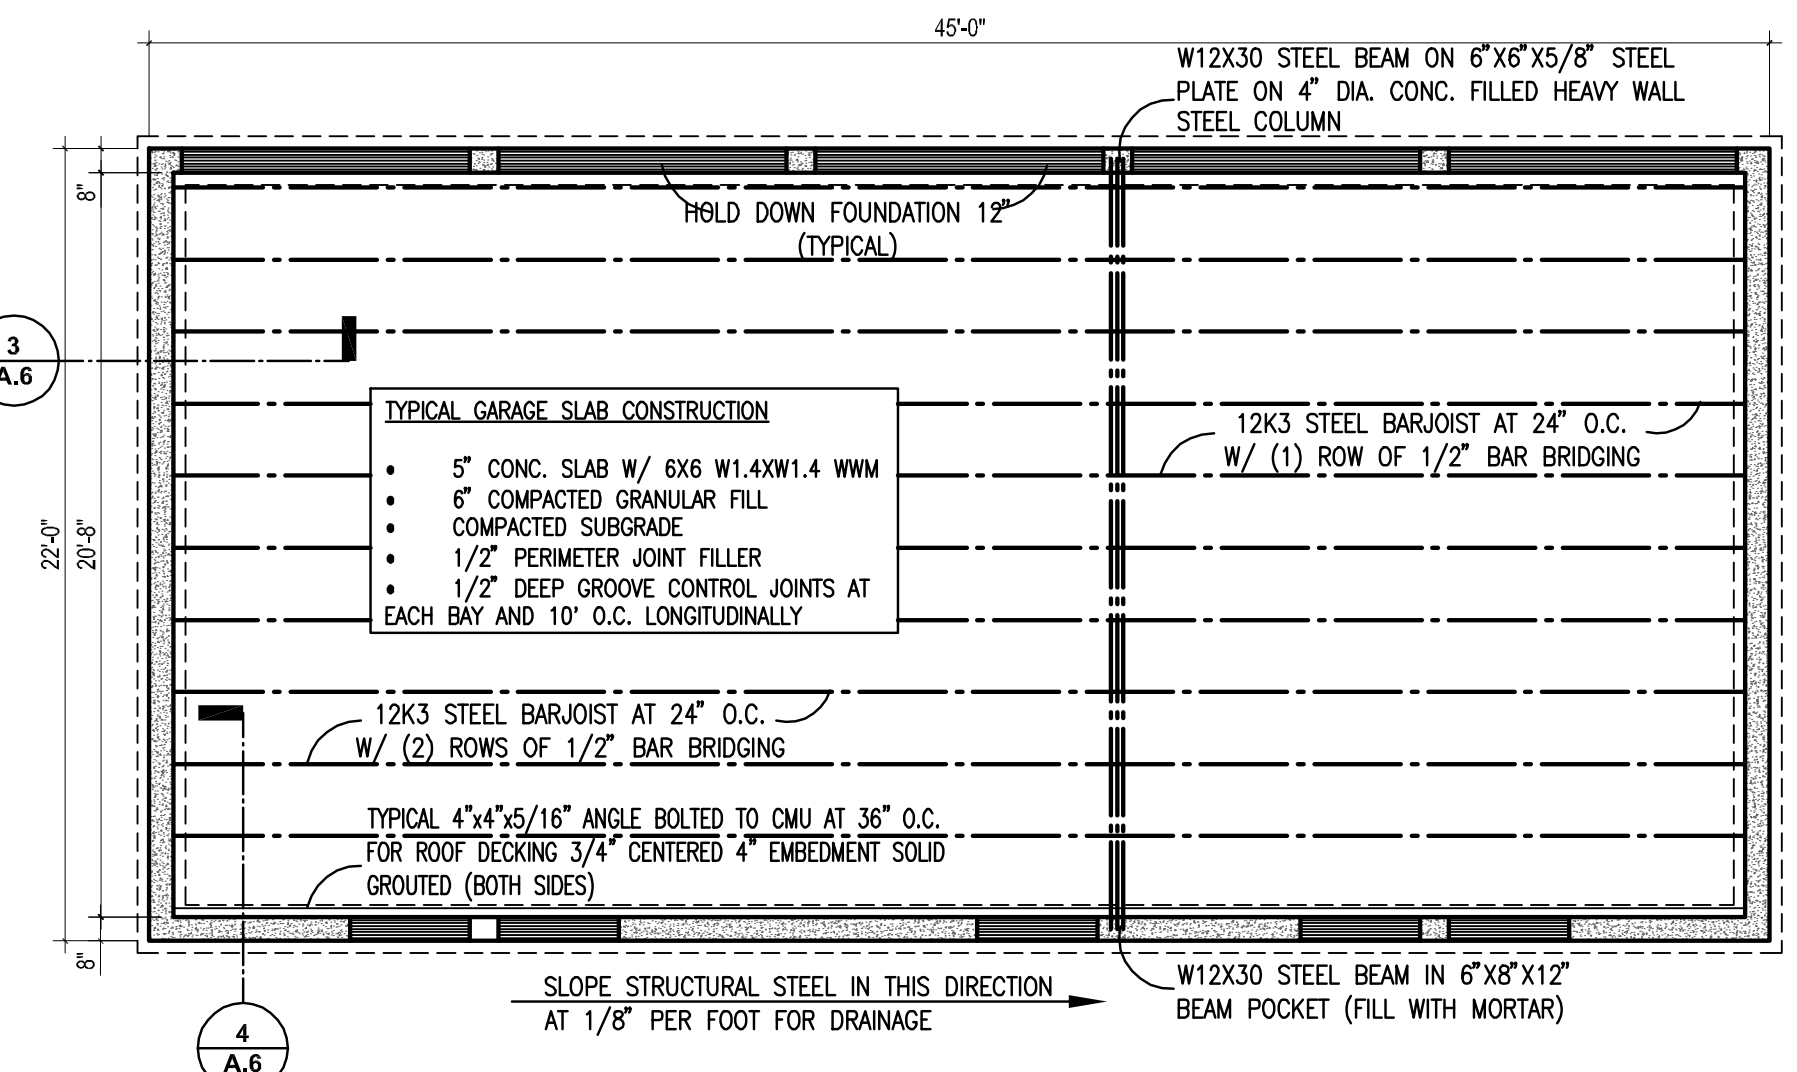 45'-0"
W12X30 STEEL BEAM ON 6"X6"X5/8" STEEL
PLATE ON 4" DIA. CONC. FILLED HEAVY WALL
STEEL COLUMN
8"
HOLD DOWN FOUNDATION 12"
(TYPICAL)
3
A.6
TYPICAL GARAGE SLAB CONSTRUCTION
• 5" CONC. SLAB W/ 6X6 W1.4XW1.4 WWM
• 6" COMPACTED GRANULAR FILL
• COMPACTED SUBGRADE
• 1/2" PERIMETER JOINT FILLER
• 1/2" DEEP GROOVE CONTROL JOINTS AT
EACH BAY AND 10' O.C. LONGITUDINALLY
12K3 STEEL BARJOIST AT 24" O.C.
W/ (1) ROW OF 1/2" BAR BRIDGING
22'-0"
20'-8"
12K3 STEEL BARJOIST AT 24" O.C.
W/ (2) ROWS OF 1/2" BAR BRIDGING
TYPICAL 4"x4"x5/16" ANGLE BOLTED TO CMU AT 36" O.C.
FOR ROOF DECKING 3/4" CENTERED 4" EMBEDMENT SOLID
GROUTED (BOTH SIDES)
8"
SLOPE STRUCTURAL STEEL IN THIS DIRECTION
AT 1/8" PER FOOT FOR DRAINAGE
W12X30 STEEL BEAM IN 6"X8"X12"
BEAM POCKET (FILL WITH MORTAR)
4
A.6